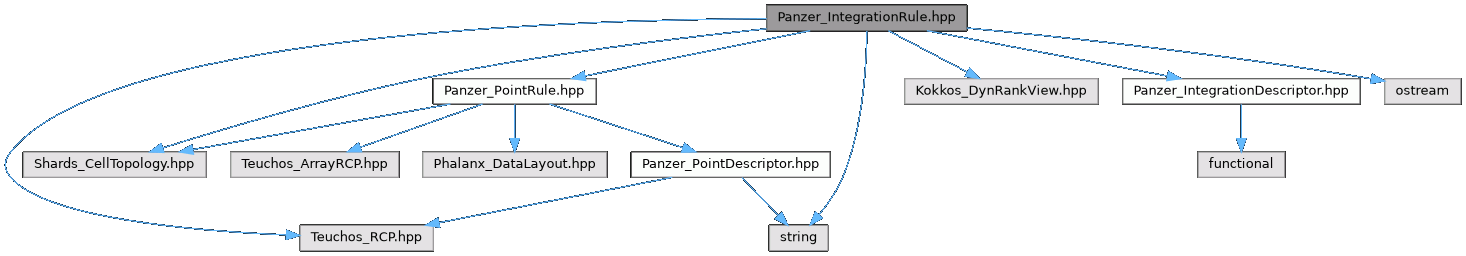 Panzer_IntegrationRule.hpp
Panzer_PointRule.hpp
Kokkos_DynRankView.hpp
Panzer_IntegrationDescriptor.hpp
ostream
Shards_CellTopology.hpp
Teuchos_ArrayRCP.hpp
Phalanx_DataLayout.hpp
Panzer_PointDescriptor.hpp
functional
Teuchos_RCP.hpp
string